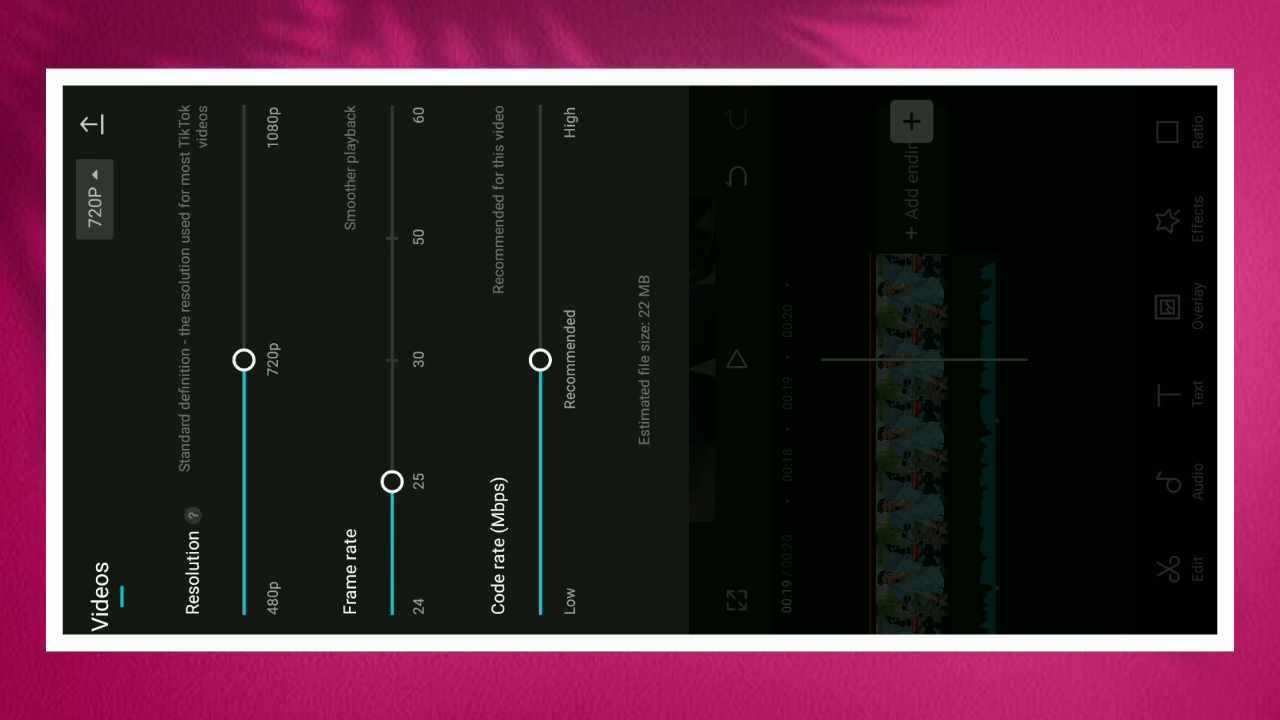 Videos
720P
Resolution ?
Standard definition - the resolution used for most TikTok
videos
480p
720p
1080p
Frame rate
Smoother playback
24
25
30
50
60
Code rate (Mbps)
Recommended for this video
Low
Recommended
High
Estimated file size: 22 MB
00:19 / 00:20
00:18
00:19
00:20
+ Add endin
Edit
Audio
Text
Overlay
Effects
Ratio